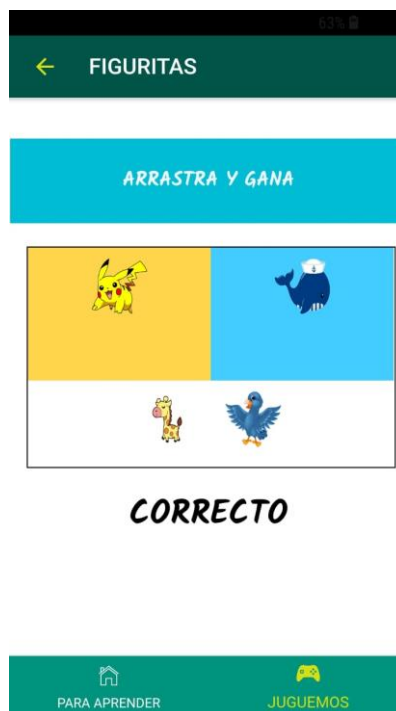 63%
FIGURITAS
ARRASTRA Y GANA
CORRECTO
PARA APRENDER
JUGUEMOS